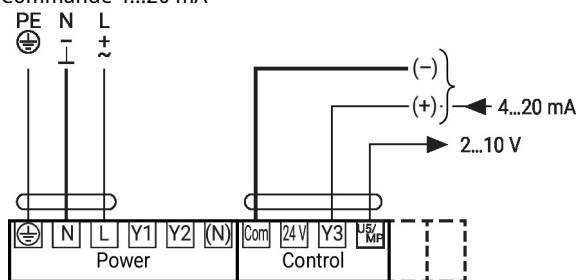 Commande 4...20 mA
PE N L
⏚ – +
⊥ ~
(–)
(+) 4...20 mA
2...10 V
N L Y1 Y2 (N) Com 24 V Y3 U5/MP
Power Control